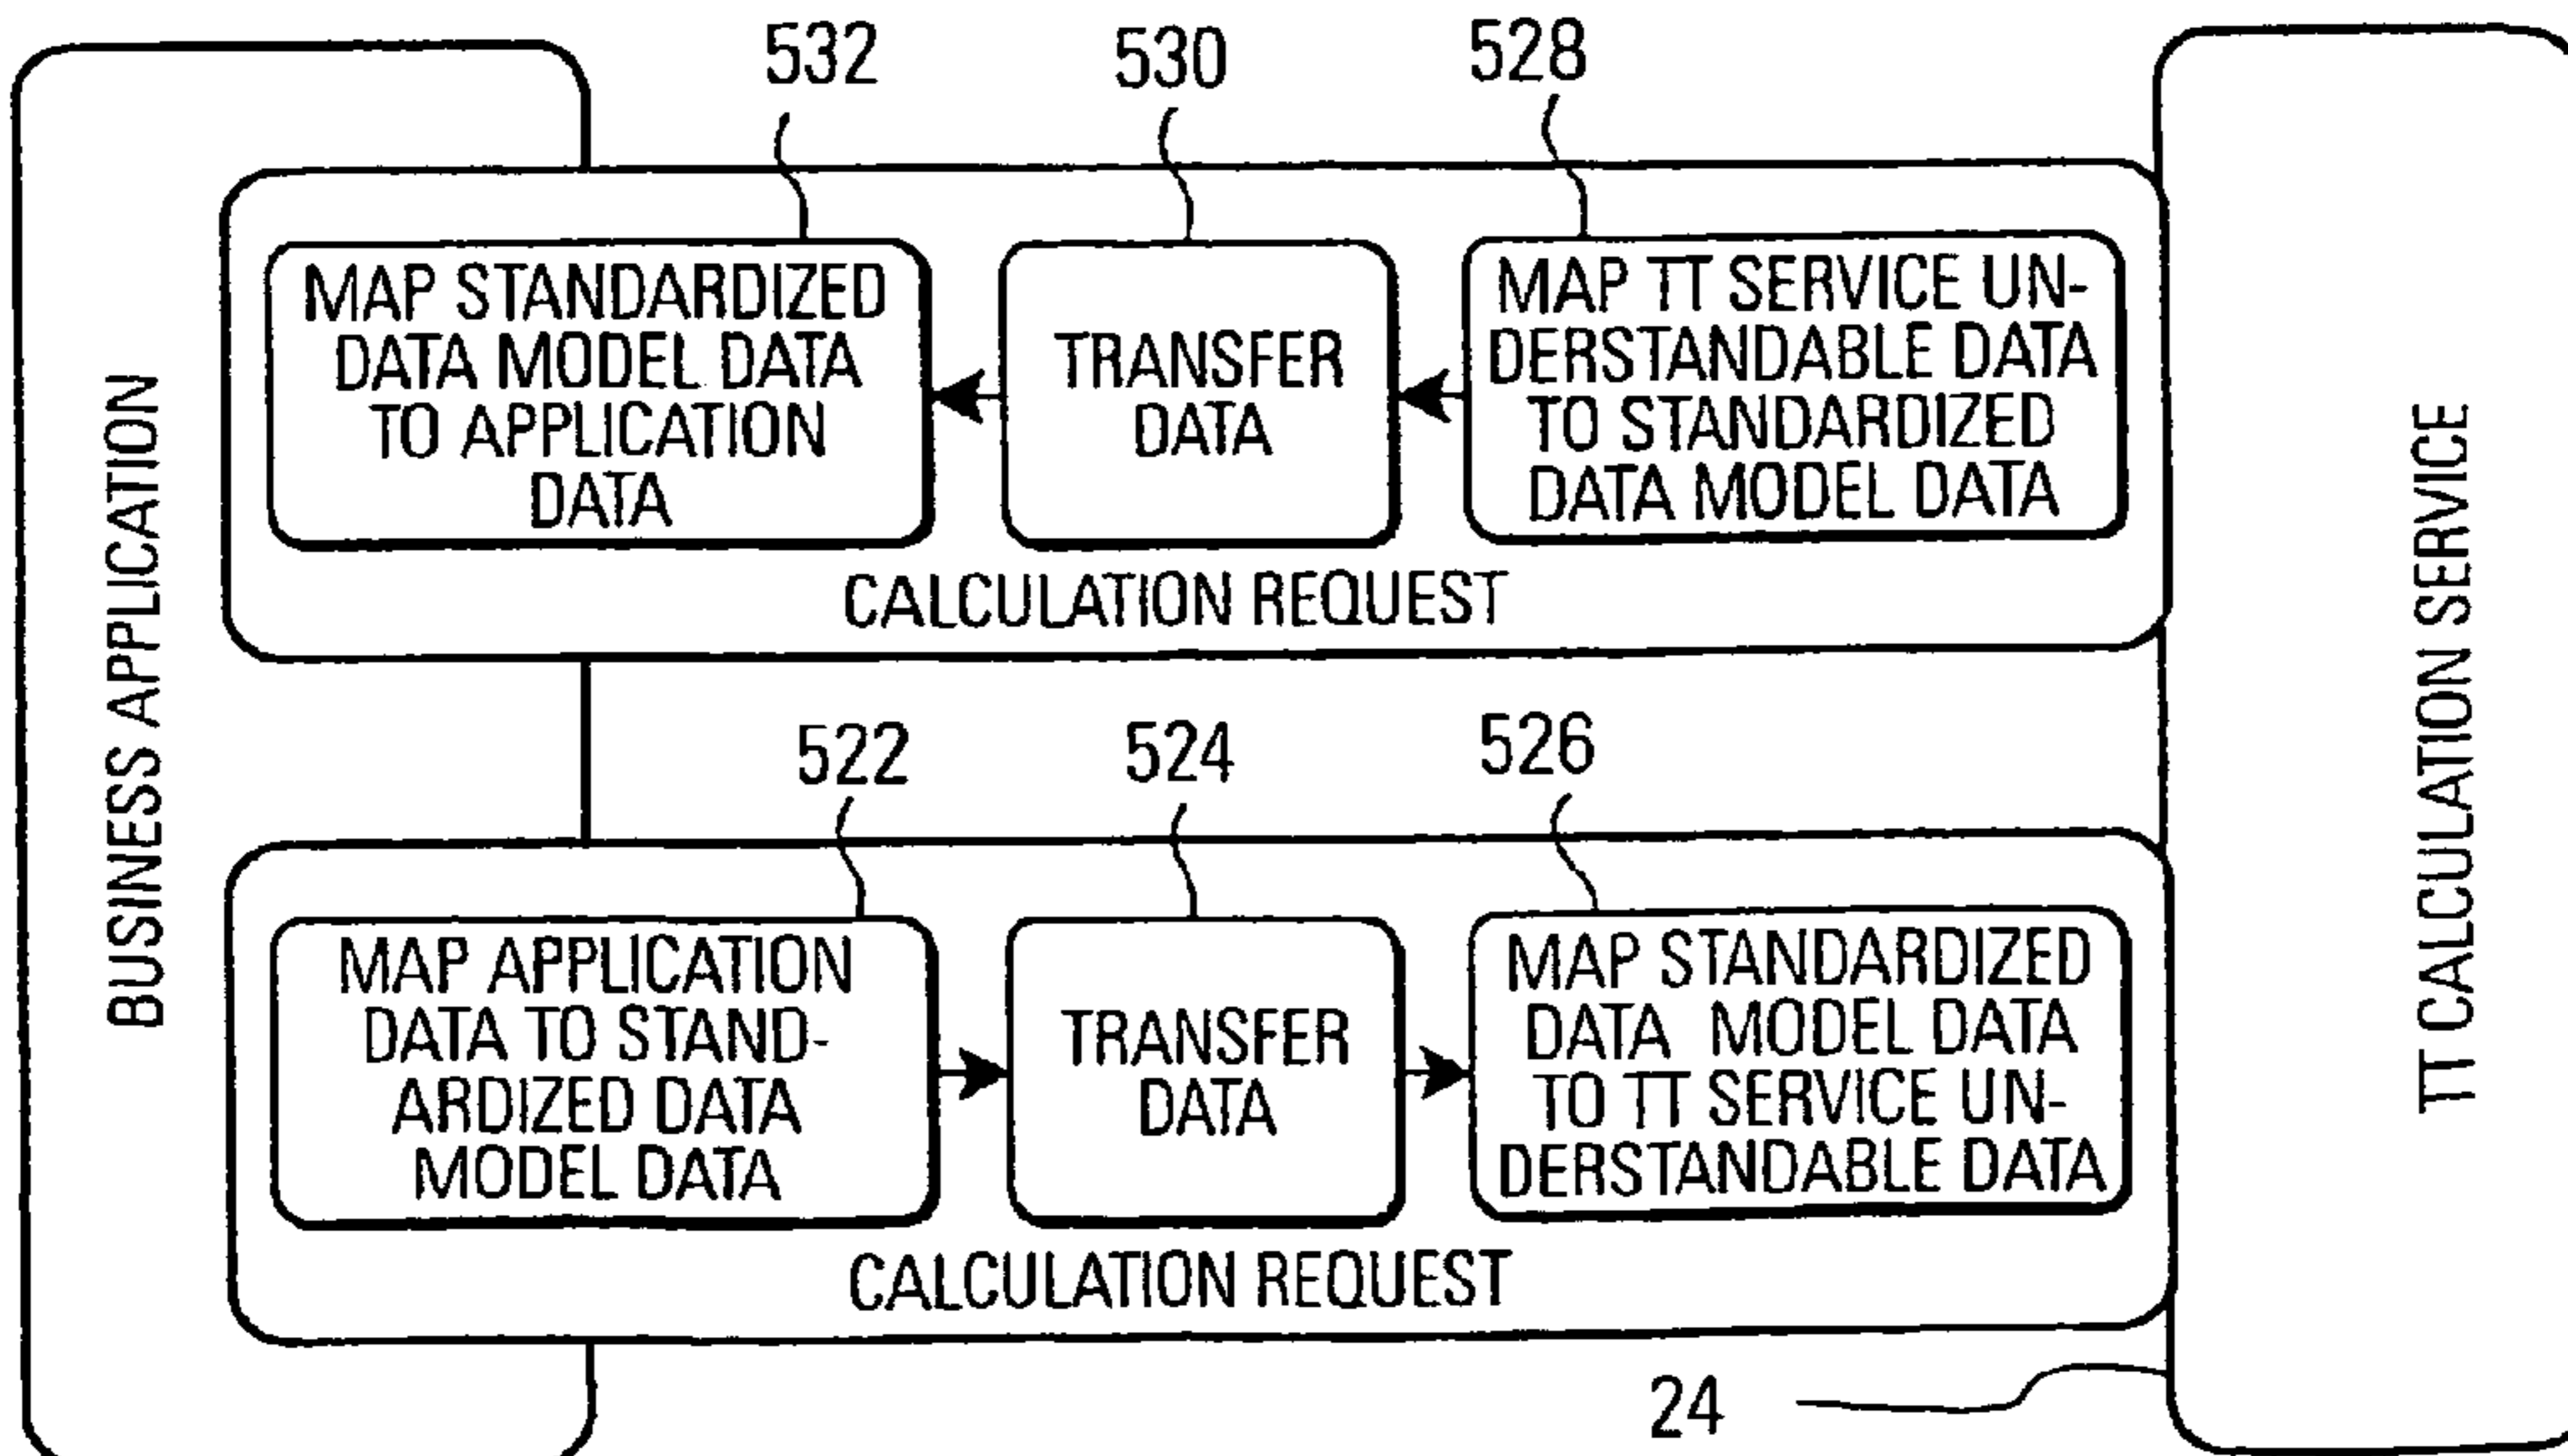 532
530
528
BUSINESS APPLICATION
MAP STANDARDIZED
DATA MODEL DATA
TO APPLICATION
DATA
TRANSFER
DATA
MAP TT SERVICE UN-
DERSTANDABLE DATA
TO STANDARDIZED
DATA MODEL DATA
CALCULATION REQUEST
TT CALCULATION SERVICE
522
524
526
MAP APPLICATION
DATA TO STAND-
ARDIZED DATA
MODEL DATA
TRANSFER
DATA
MAP STANDARDIZED
DATA MODEL DATA
TO TT SERVICE UN-
DERSTANDABLE DATA
CALCULATION REQUEST
24